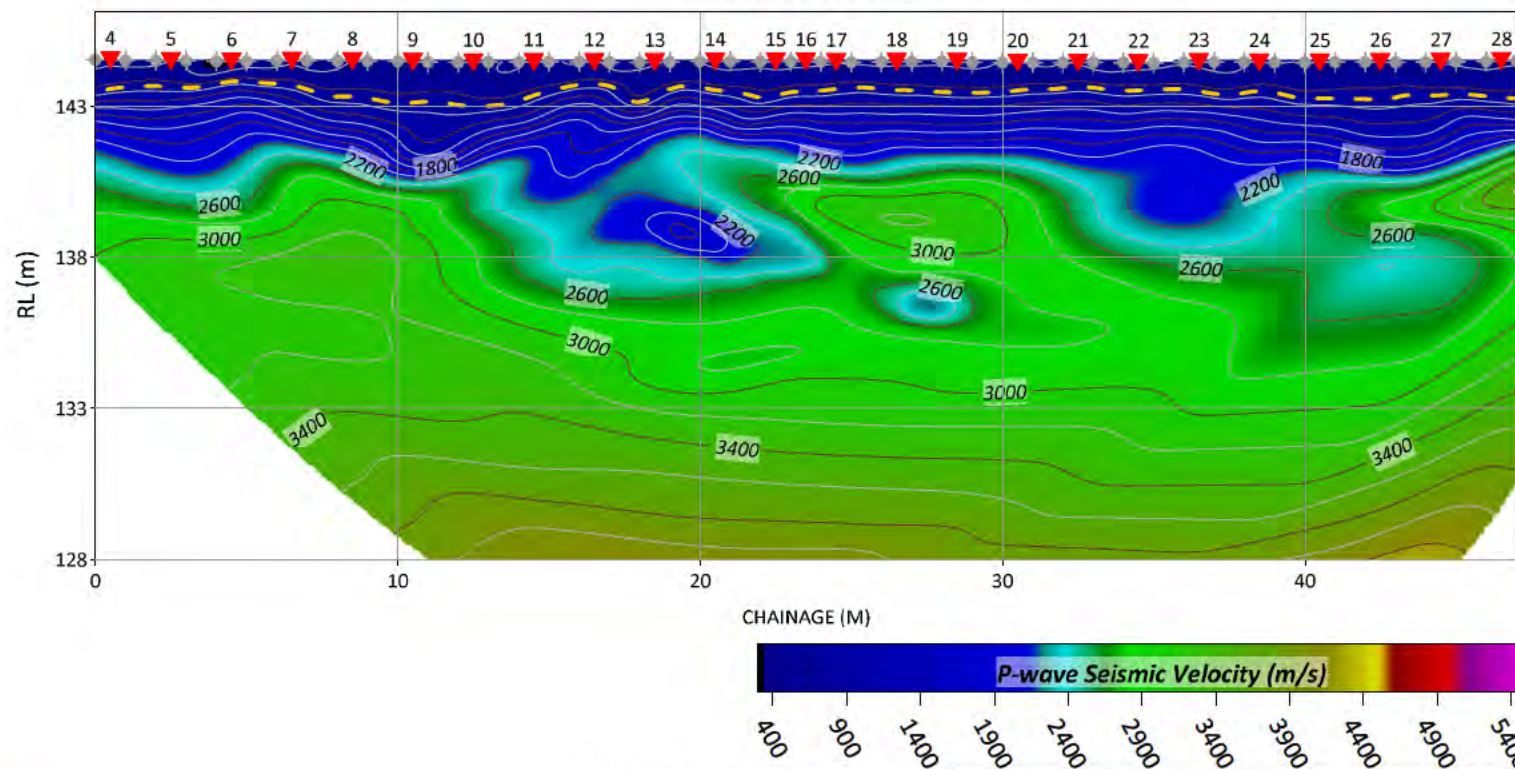 4 5 6 7 8 9 10 11 12 13 14 15 16 17 18 19 20 21 22 23 24 25 26 27 28
143
2200 1800 2200 1800
2600 2600 2200
2600
3000 2200 3000 2600
138
RL (m)
2600 2600 2600
3000
3000
133
3400 3400 3400
128
0 10 20 30 40
CHAINAGE (M)
P-wave Seismic Velocity (m/s)
400 900 1400 1900 2400 2900 3400 3900 4400 4900 5400